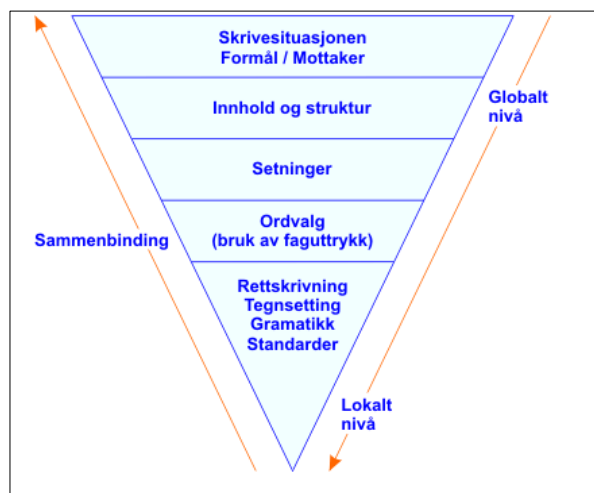 Skrivesituasjonen
Formål / Mottaker
Innhold og struktur
Globalt
nivå
Setninger
Ordvalg
(bruk av faguttrykk)
Sammenbinding
Rettskrivning
Tegnsetting
Gramatikk
Standarder
Lokalt
nivå